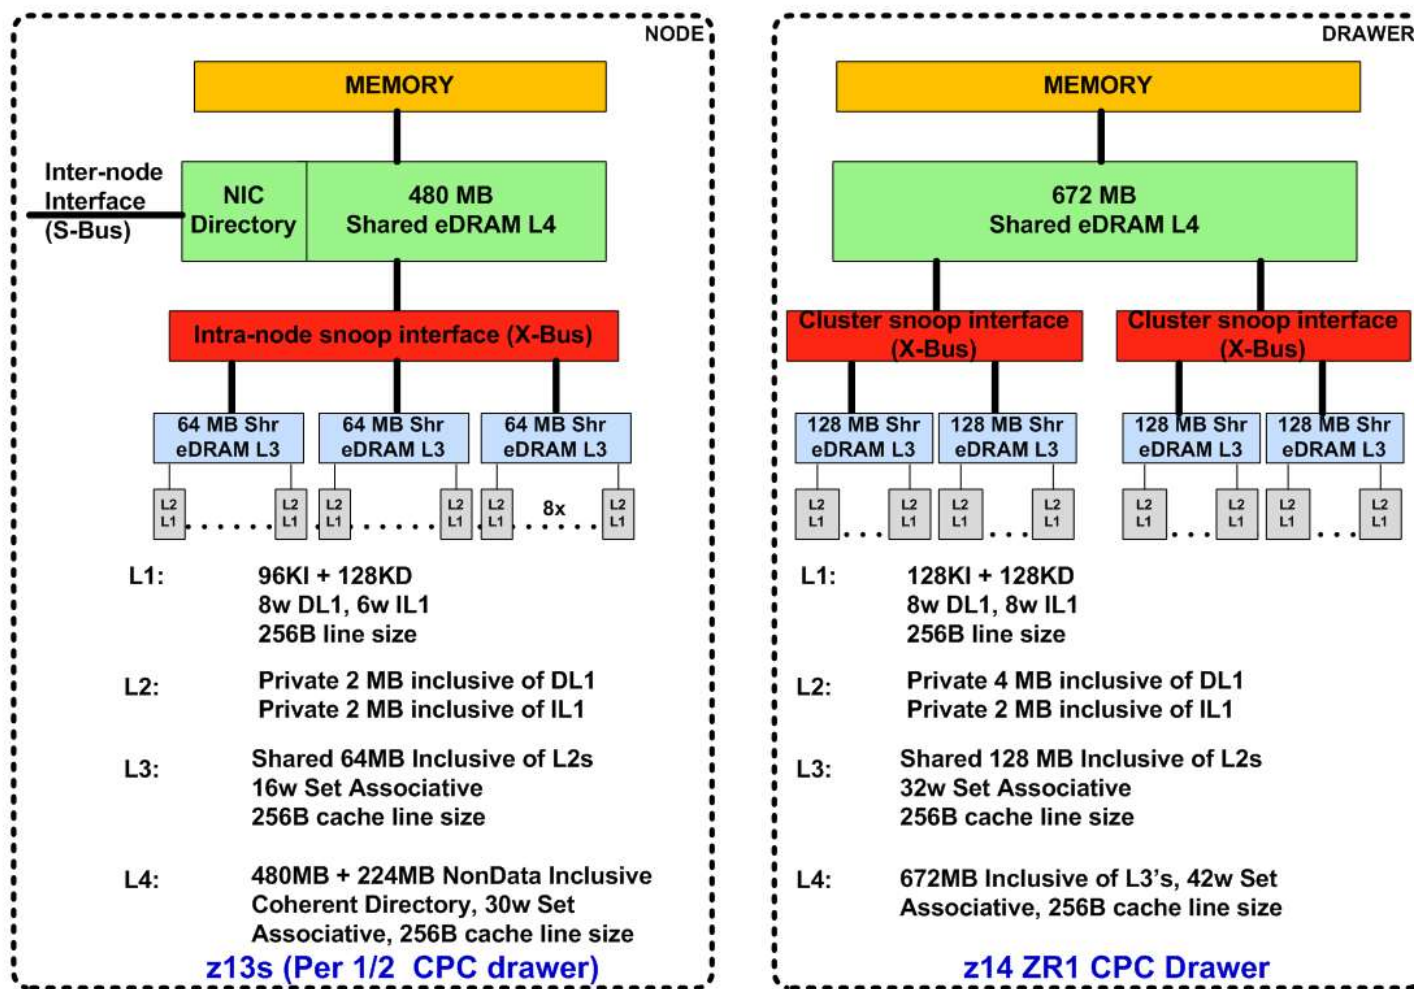 NODE
MEMORY
Inter-node
Interface
(S-Bus)
NIC
Directory
480 MB
Shared eDRAM L4
Intra-node snoop interface (X-Bus)
64 MB Shr
eDRAM L3
64 MB Shr
eDRAM L3
64 MB Shr
eDRAM L3
L2
L1
L2
L1
L2
L1
L2
L1
L2
L1
8x
L2
L1
L1:
96KI + 128KD
8w DL1, 6w IL1
256B line size
L2:
Private 2 MB inclusive of DL1
Private 2 MB inclusive of IL1
L3:
Shared 64MB Inclusive of L2s
16w Set Associative
256B cache line size
L4:
480MB + 224MB NonData Inclusive
Coherent Directory, 30w Set
Associative, 256B cache line size
z13s (Per 1/2 CPC drawer)
DRAWER
MEMORY
672 MB
Shared eDRAM L4
Cluster snoop interface
(X-Bus)
Cluster snoop interface
(X-Bus)
128 MB Shr
eDRAM L3
128 MB Shr
eDRAM L3
128 MB Shr
eDRAM L3
128 MB Shr
eDRAM L3
L2
L1
L2
L1
L2
L1
L2
L1
L2
L1
L2
L1
L2
L1
L2
L1
L1:
128KI + 128KD
8w DL1, 8w IL1
256B line size
L2:
Private 4 MB inclusive of DL1
Private 2 MB inclusive of IL1
L3:
Shared 128 MB Inclusive of L2s
32w Set Associative
256B cache line size
L4:
672MB Inclusive of L3's, 42w Set
Associative, 256B cache line size
z14 ZR1 CPC Drawer